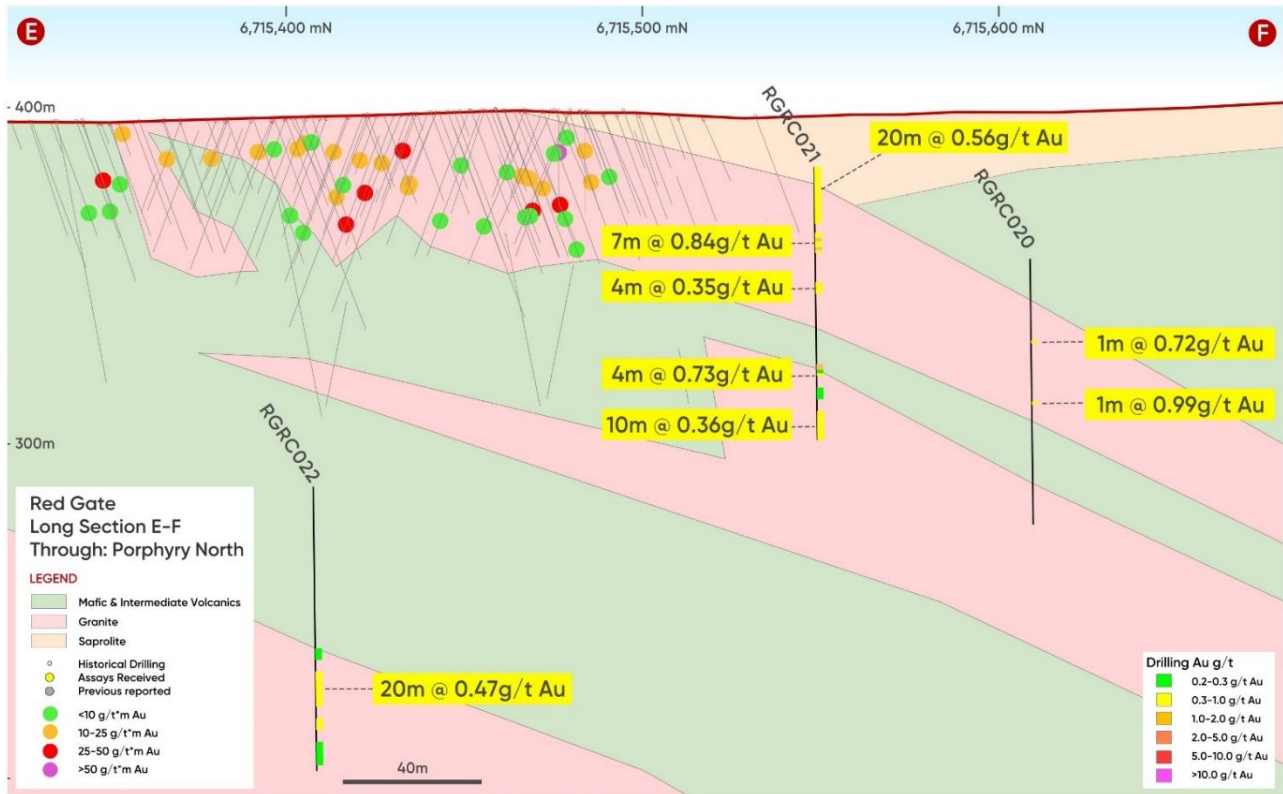 E
6,715,400 mN
6,715,500 mN
6,715,600 mN
F
400m
RGRC021
20m @ 0.56g/t Au
7m @ 0.84g/t Au
4m @ 0.35g/t Au
4m @ 0.73g/t Au
10m @ 0.36g/t Au
RGRC020
1m @ 0.72g/t Au
1m @ 0.99g/t Au
300m
RGRC022
20m @ 0.47g/t Au
40m
Red Gate
Long Section E-F
Through: Porphyry North
LEGEND
Mafic & Intermediate Volcanics
Granite
Saprolite
Historical Drilling
Assays Received
Previous reported
<10 g/t*m Au
10-25 g/t*m Au
25-50 g/t*m Au
>50 g/t*m Au
Drilling Au g/t
0.2-0.3 g/t Au
0.3-1.0 g/t Au
1.0-2.0 g/t Au
2.0-5.0 g/t Au
5.0-10.0 g/t Au
>10.0 g/t Au